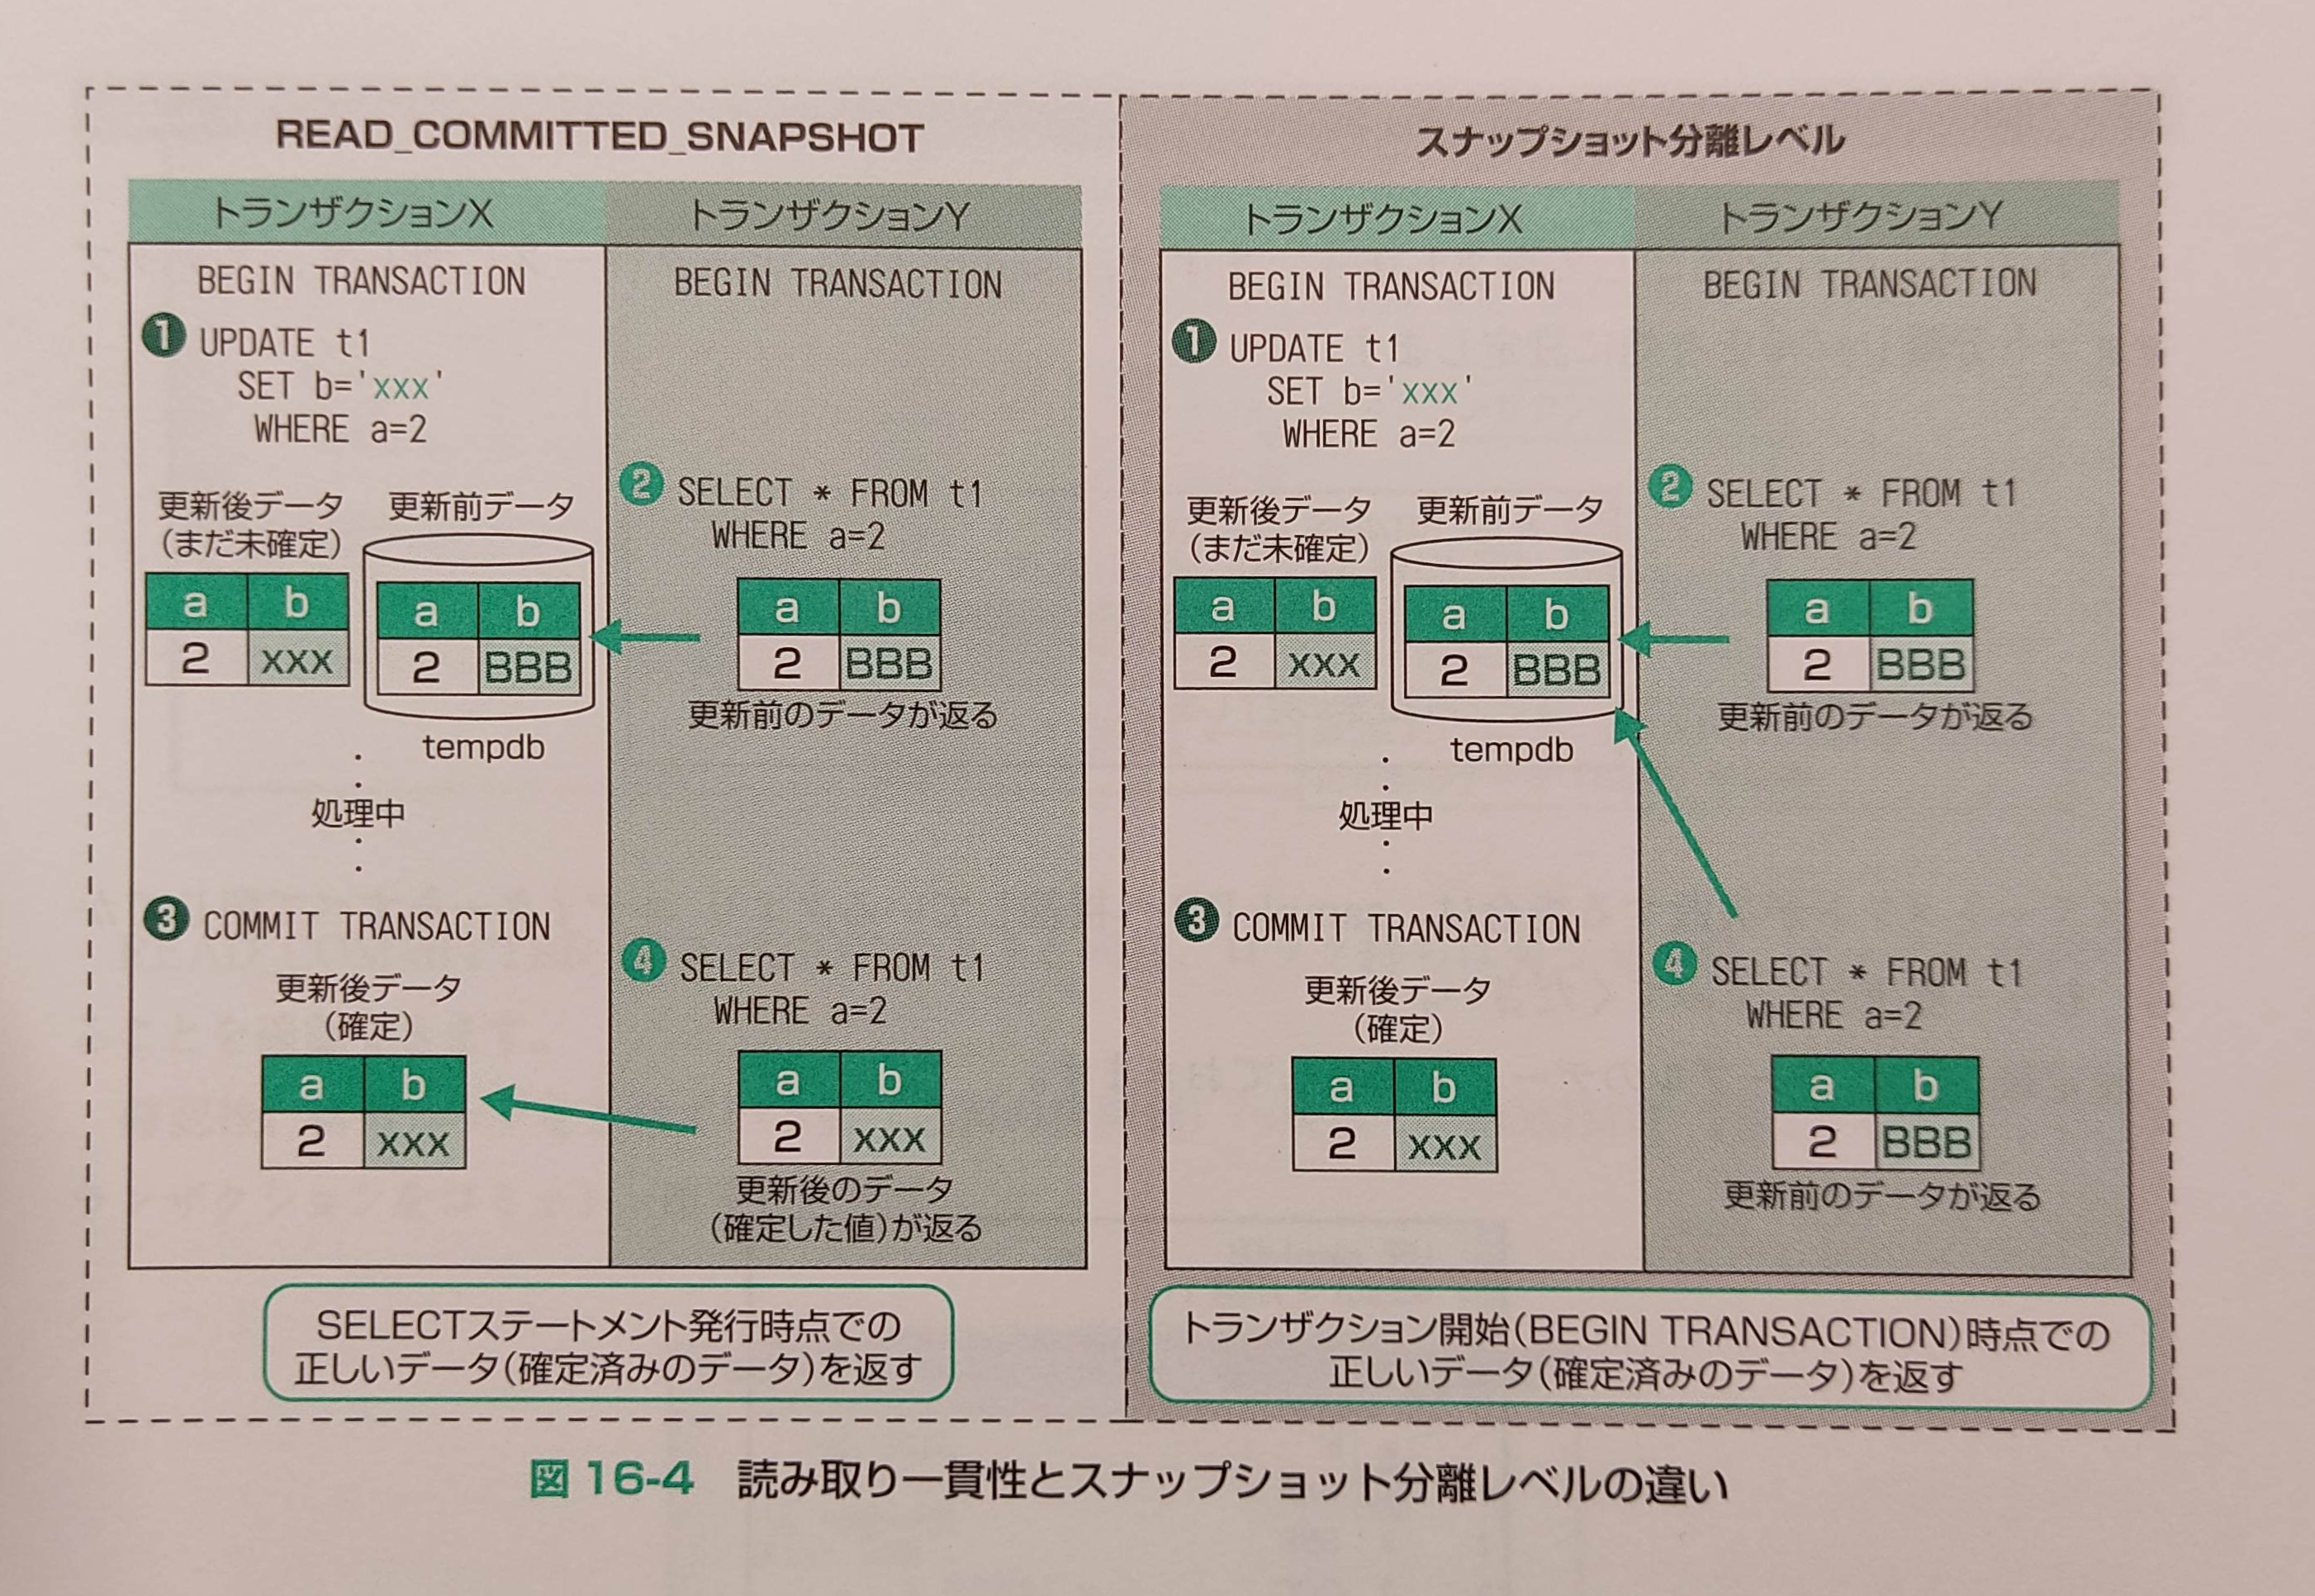 READ_COMMITTED_SNAPSHOT
トランザクションX
トランザクションY
BEGIN TRANSACTION
BEGIN TRANSACTION
1 UPDATE t1
SET b='xxx'
WHERE a=2
2 SELECT * FROM t1
WHERE a=2
更新後データ
(まだ未確定)
a b
2 xxx
更新前データ
a b
2 BBB
tempdb
a b
2 BBB
更新前のデータが返る
処理中
3 COMMIT TRANSACTION
更新後データ
(確定)
a b
2 xxx
4 SELECT * FROM t1
WHERE a=2
a b
2 xxx
更新後のデータ
(確定した値)が返る
SELECTステートメント発行時点での
正しいデータ(確定済みのデータ)を返す
スナップショット分離レベル
トランザクションX
トランザクションY
BEGIN TRANSACTION
BEGIN TRANSACTION
1 UPDATE t1
SET b='xxx'
WHERE a=2
2 SELECT * FROM t1
WHERE a=2
更新後データ
(まだ未確定)
a b
2 xxx
更新前データ
a b
2 BBB
tempdb
a b
2 BBB
更新前のデータが返る
処理中
3 COMMIT TRANSACTION
更新後データ
(確定)
a b
2 xxx
4 SELECT * FROM t1
WHERE a=2
a b
2 BBB
更新前のデータが返る
トランザクション開始(BEGIN TRANSACTION)時点での
正しいデータ(確定済みのデータ)を返す
図 16-4 読み取り一貫性とスナップショット分離レベルの違い